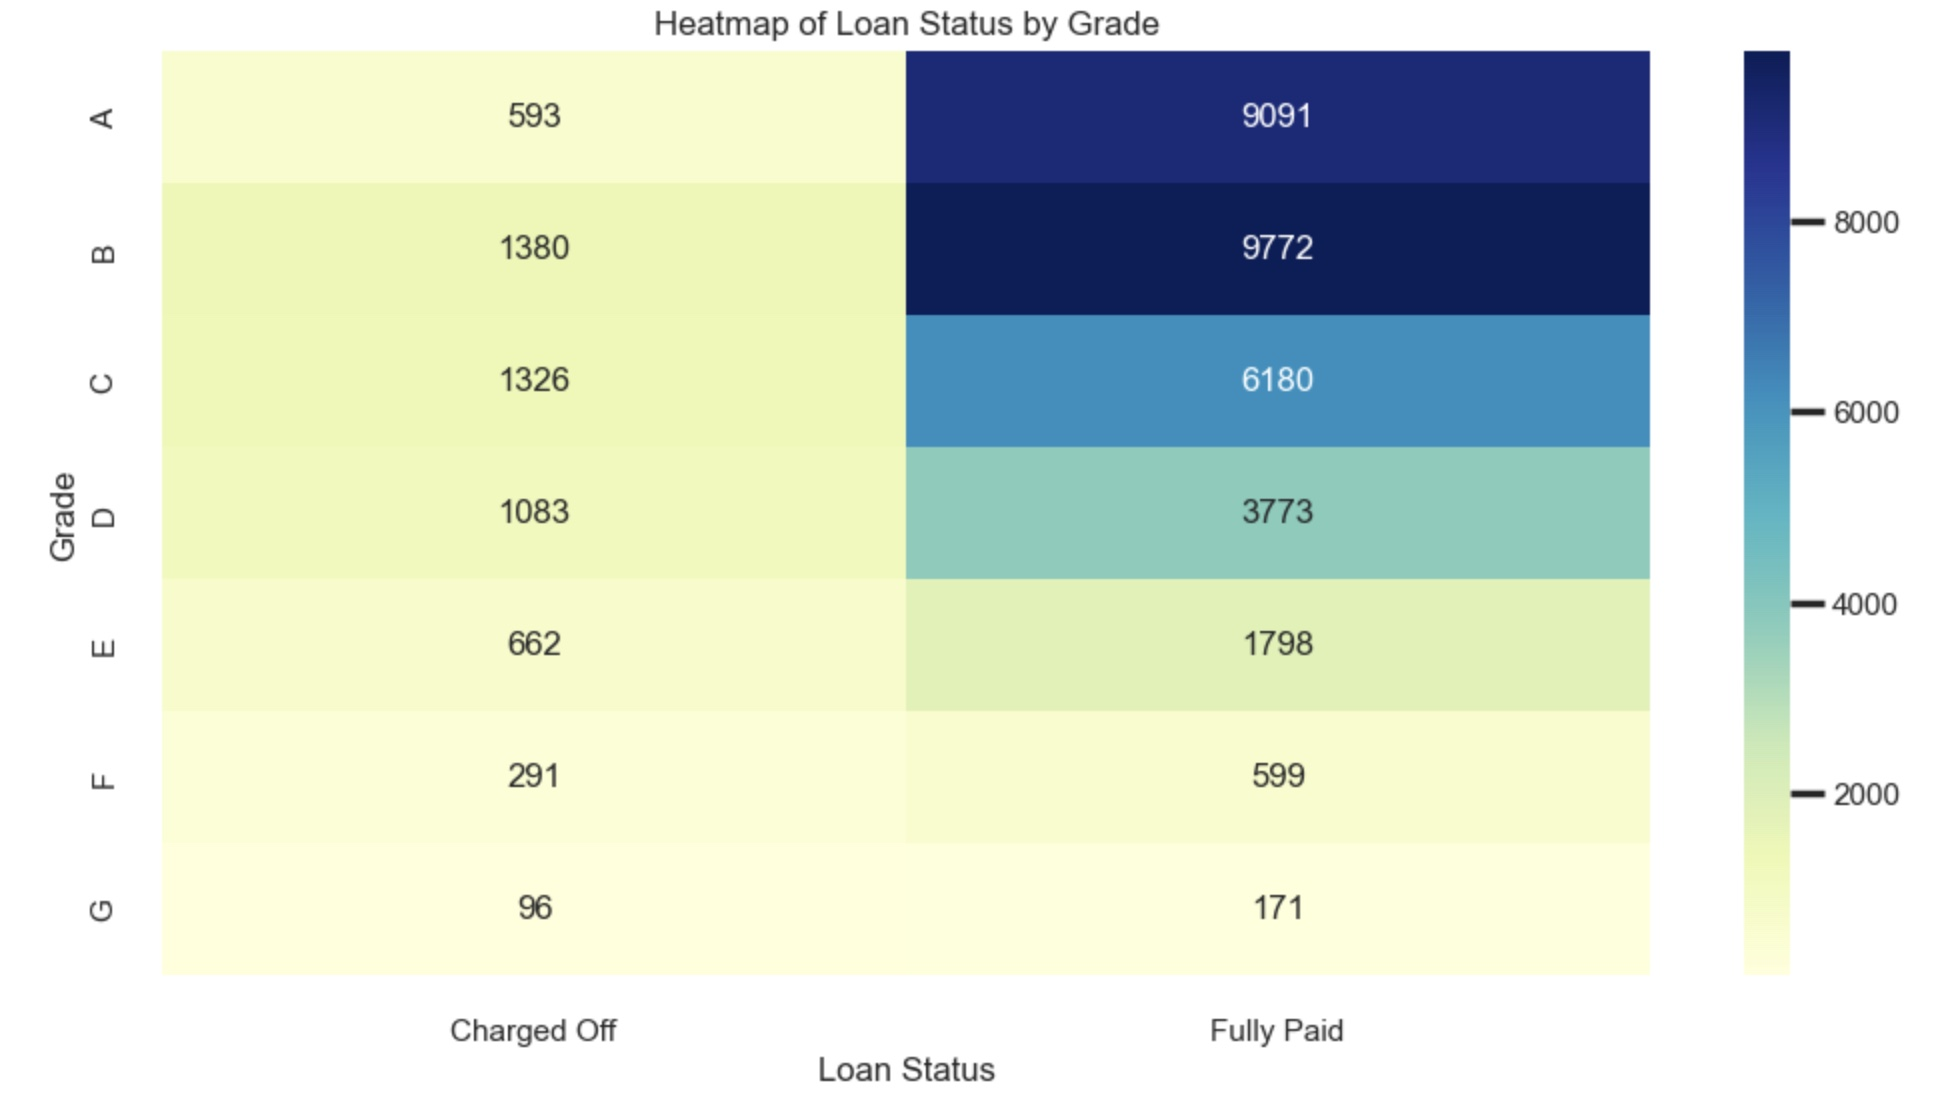 Heatmap of Loan Status by Grade
A 593 9091
B 1380 9772
C 1326 6180
D 1083 3773
E 662 1798
F 291 599
G 96 171
Grade
Charged Off Fully Paid
Loan Status
8000
6000
4000
2000